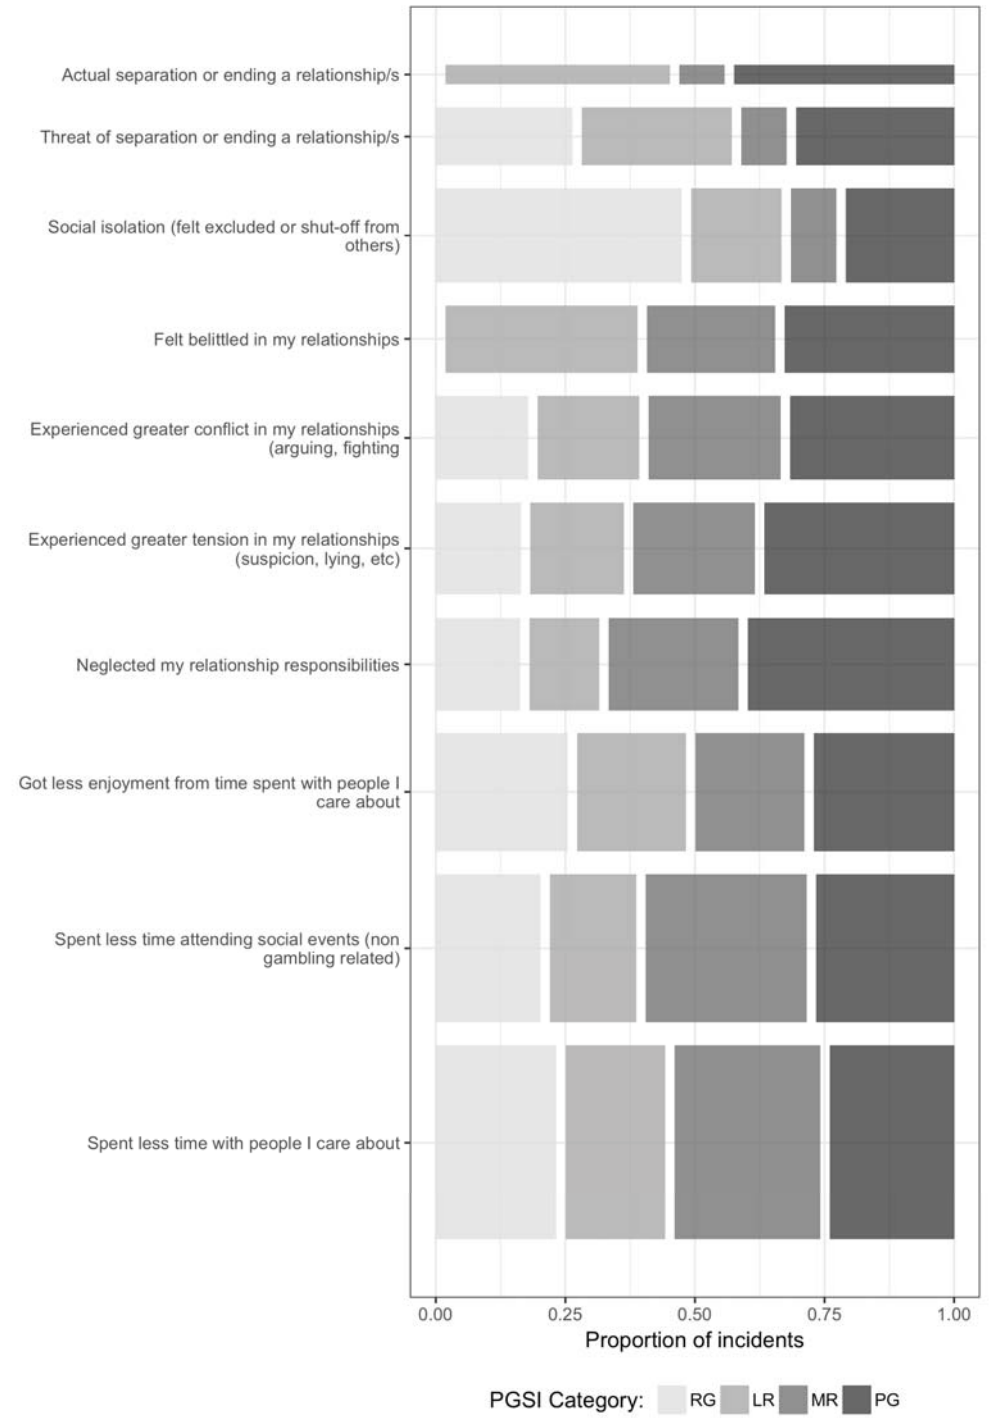 Actual separation or ending a relationship/s
Threat of separation or ending a relationship/s
Social isolation (felt excluded or shut-off from
others)
Felt belittled in my relationships
Experienced greater conflict in my relationships
(arguing, fighting
Experienced greater tension in my relationships
(suspicion, lying, etc)
Neglected my relationship responsibilities
Got less enjoyment from time spent with people I
care about
Spent less time attending social events (non
gambling related)
Spent less time with people I care about
0.00 0.25 0.50 0.75 1.00
Proportion of incidents
PGSI Category: RG LR MR PG